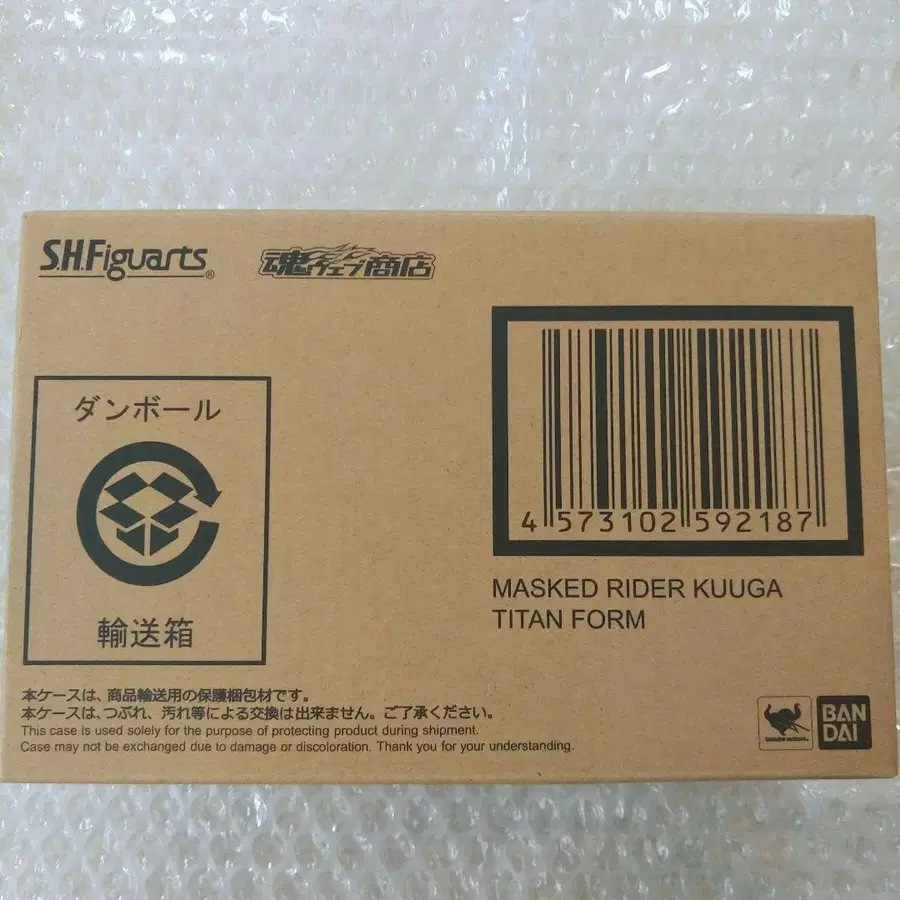 S.H.Figuarts®
魂ウェブ商店
ダンボール
輸送箱
4 573102 592187
MASKED RIDER KUUGA
TITAN FORM
本ケースは、商品輸送用の保護梱包材です。
本ケースは、つぶれ、汚れ等による交換は出来ません。ご了承ください。
This case is used solely for the purpose of protecting product during shipment.
Case may not be exchanged due to damage or discoloration. Thank you for your understanding.
BAN
DAI